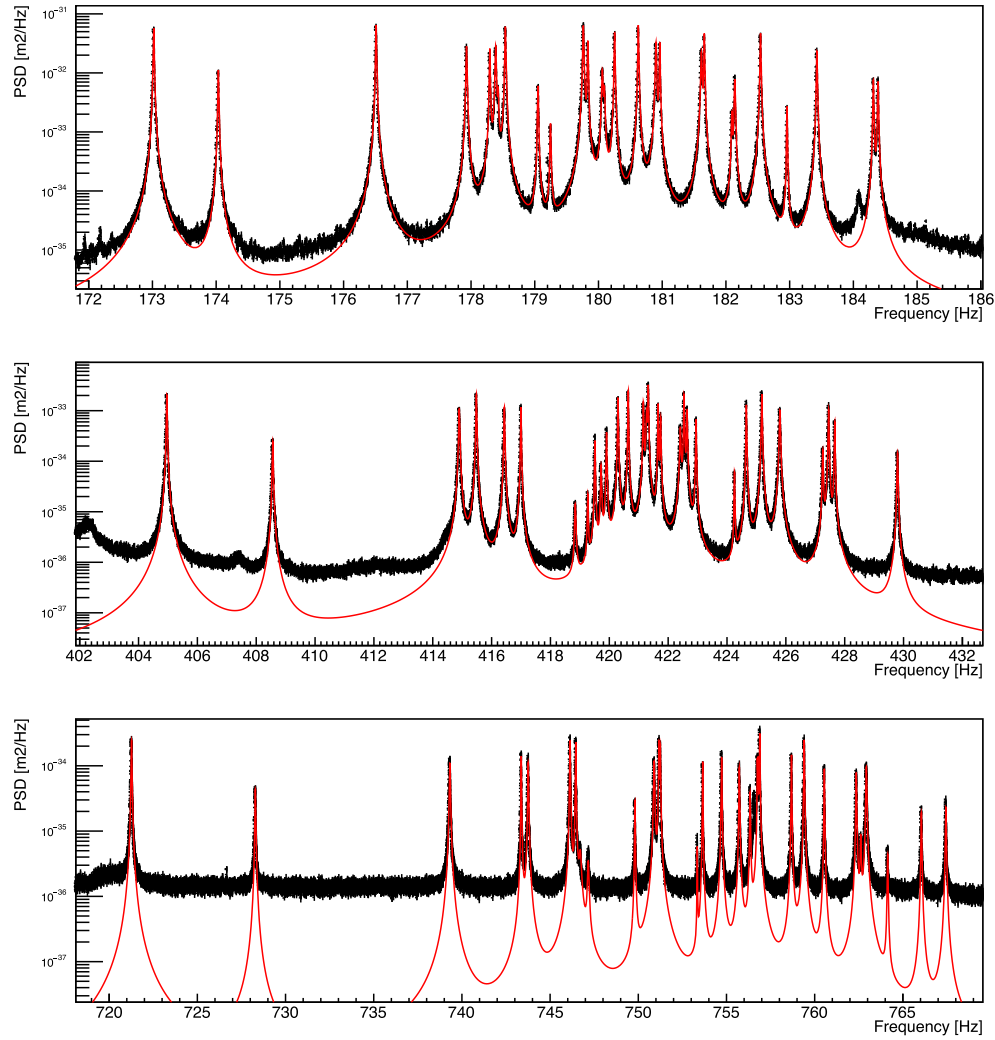 PSD [m2/Hz]
10⁻³¹
10⁻³²
10⁻³³
10⁻³⁴
10⁻³⁵
172 173 174 175 176 177 178 179 180 181 182 183 184 185 186
Frequency [Hz]
PSD [m2/Hz]
10⁻³³
10⁻³⁴
10⁻³⁵
10⁻³⁶
10⁻³⁷
402 404 406 408 410 412 414 416 418 420 422 424 426 428 430 432
Frequency [Hz]
PSD [m2/Hz]
10⁻³⁴
10⁻³⁵
10⁻³⁶
10⁻³⁷
720 725 730 735 740 745 750 755 760 765
Frequency [Hz]